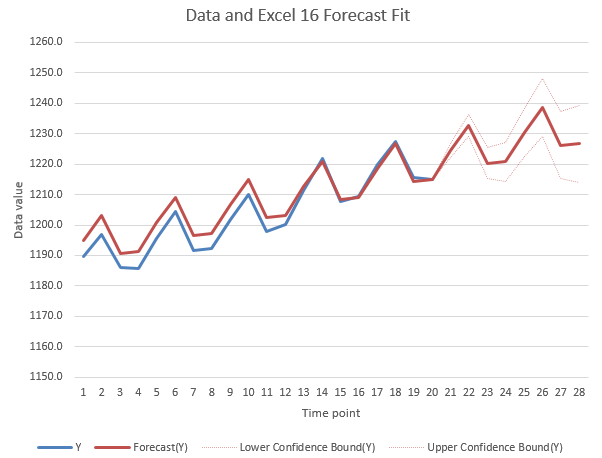 Data and Excel 16 Forecast Fit
1260.0
1250.0
1240.0
1230.0
1220.0
1210.0
1200.0
1190.0
1180.0
1170.0
1160.0
1150.0
Data value
1 2 3 4 5 6 7 8 9 10 11 12 13 14 15 16 17 18 19 20 21 22 23 24 25 26 27 28
Time point
Y Forecast(Y) Lower Confidence Bound(Y) Upper Confidence Bound(Y)